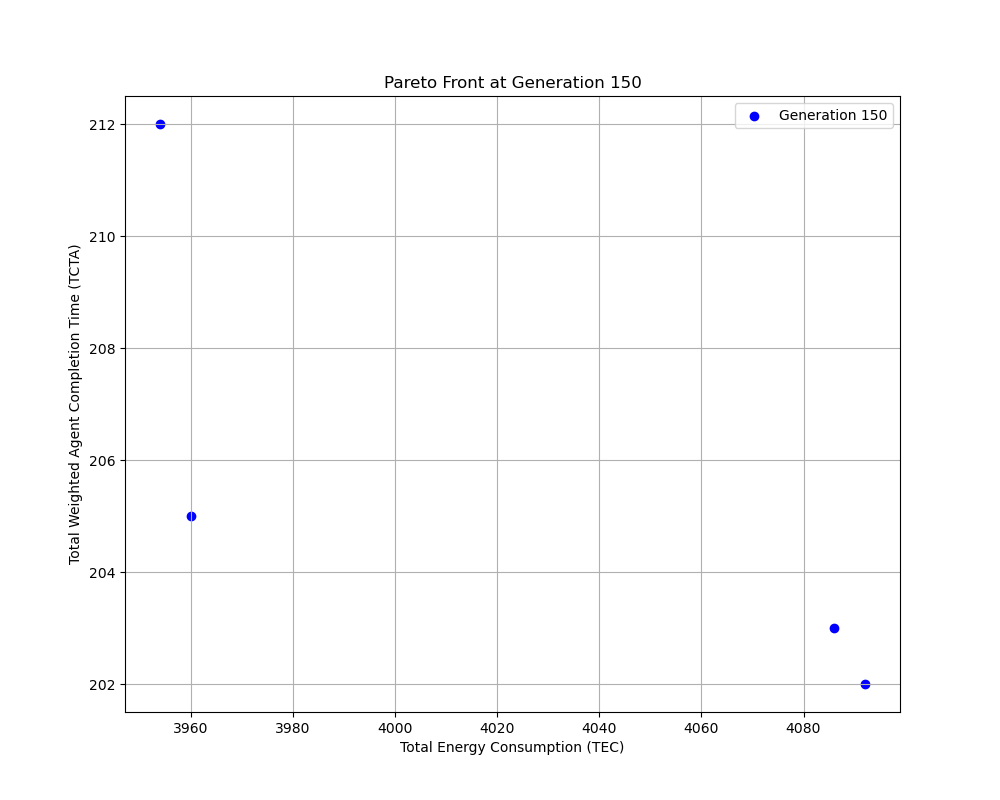 Pareto Front at Generation 150
Generation 150
Total Weighted Agent Completion Time (TCTA)
212
210
208
206
204
202
3960 3980 4000 4020 4040 4060 4080
Total Energy Consumption (TEC)